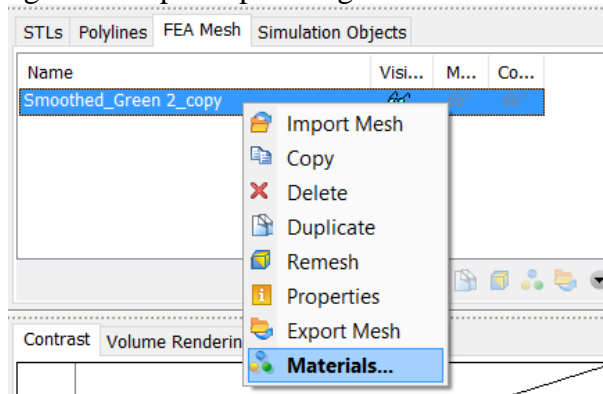 STLs Polylines FEA Mesh Simulation Objects
Name Visi... M... Co...
Smoothed_Green 2_copy
Import Mesh
Copy
Delete
Duplicate
Remesh
Properties
Export Mesh
Materials...
Contrast Volume Renderin